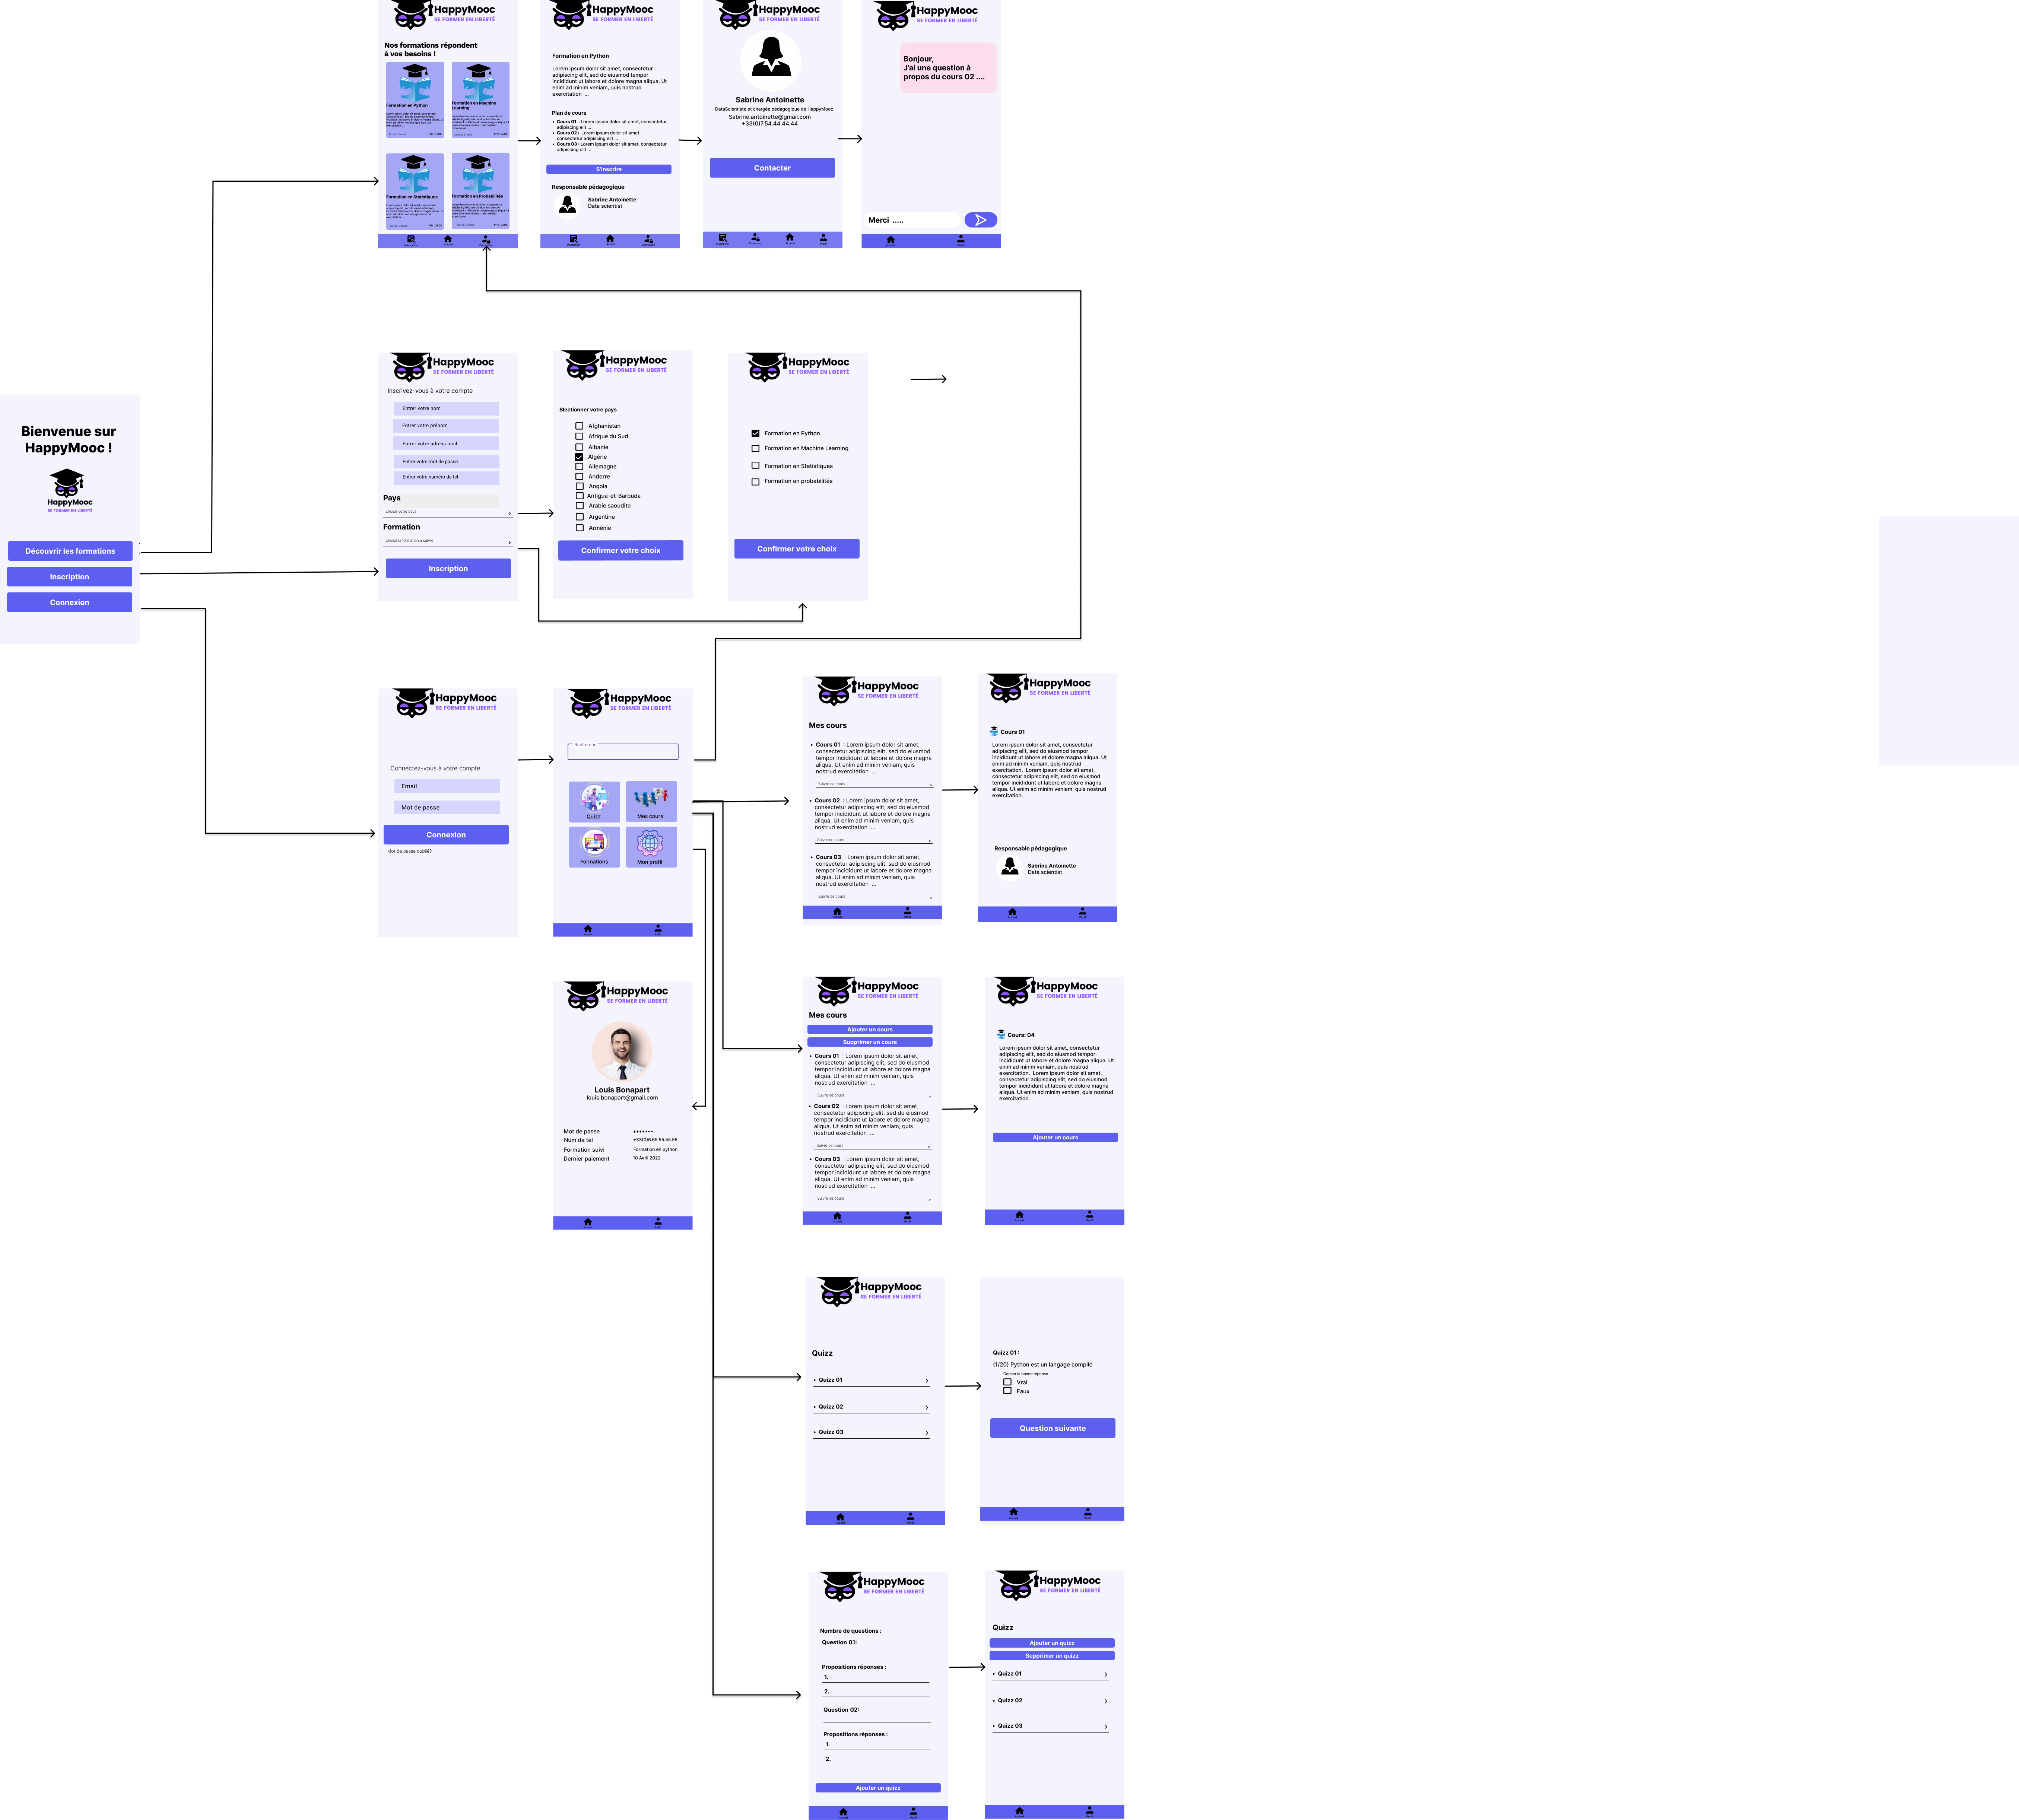 HappyMooc
SE FORMER EN LIBERTÉ
Nos formations répondent
à vos besoins !
Formation en Python
Formation en Machine
Learning
Formation en Statistiques
Formation en Probabilités
HappyMooc
SE FORMER EN LIBERTÉ
Formation en Python
Lorem ipsum dolor sit amet, consectetur
adipiscing elit, sed do eiusmod tempor
incididunt ut labore et dolore magna aliqua. Ut
enim ad minim veniam, quis nostrud
exercitation ...
Plan de cours
• Cours 01 : Lorem ipsum dolor sit amet, consectetur
adipiscing elit ...
• Cours 02 : Lorem ipsum dolor sit amet,
consectetur adipiscing elit ...
• Cours 03 : Lorem ipsum dolor sit amet, consectetur
adipiscing elit ...
S'inscrire
Responsable pédagogique
Sabrine Antoinette
Data scientist
HappyMooc
SE FORMER EN LIBERTÉ
Sabrine Antoinette
DataScientiste et chargée pédagogique de HappyMooc
Sabrine.antoinette@gmail.com
+33(0)7.54.44.44.44
Contacter
HappyMooc
SE FORMER EN LIBERTÉ
Bonjour,
J'ai une question à
propos du cours 02 ....
Merci .....
Bienvenue sur
HappyMooc !
HappyMooc
SE FORMER EN LIBERTÉ
Découvrir les formations
Inscription
Connexion
HappyMooc
SE FORMER EN LIBERTÉ
Inscrivez-vous à votre compte
Entrer votre nom
Entrer votre prénom
Entrer votre adress mail
Entrer votre mot de passe
Entrer votre numéro de tel
Pays
choisir votre pays
Formation
choisir la formation à suivre
Inscription
HappyMooc
SE FORMER EN LIBERTÉ
Slectionner votre pays
Afghanistan
Afrique du Sud
Albanie
Algérie
Allemagne
Andorre
Angola
Antigua-et-Barbuda
Arabie saoudite
Argentine
Arménie
Confirmer votre choix
HappyMooc
SE FORMER EN LIBERTÉ
Formation en Python
Formation en Machine Learning
Formation en Statistiques
Formation en probabilités
Confirmer votre choix
HappyMooc
SE FORMER EN LIBERTÉ
Connectez-vous à votre compte
Email
Mot de passe
Connexion
Mot de passe oublié?
HappyMooc
SE FORMER EN LIBERTÉ
Recherche
Quizz
Mes cours
Formations
Mon profil
HappyMooc
SE FORMER EN LIBERTÉ
Mes cours
• Cours 01 : Lorem ipsum dolor sit amet,
consectetur adipiscing elit, sed do eiusmod
tempor incididunt ut labore et dolore magna
aliqua. Ut enim ad minim veniam, quis
nostrud exercitation ...
Suivre ce cours
• Cours 02 : Lorem ipsum dolor sit amet,
consectetur adipiscing elit, sed do eiusmod
tempor incididunt ut labore et dolore magna
aliqua. Ut enim ad minim veniam, quis
nostrud exercitation ...
Suivre ce cours
• Cours 03 : Lorem ipsum dolor sit amet,
consectetur adipiscing elit, sed do eiusmod
tempor incididunt ut labore et dolore magna
aliqua. Ut enim ad minim veniam, quis
nostrud exercitation ...
Suivre ce cours
HappyMooc
SE FORMER EN LIBERTÉ
Cours 01
Lorem ipsum dolor sit amet, consectetur
adipiscing elit, sed do eiusmod tempor
incididunt ut labore et dolore magna aliqua. Ut
enim ad minim veniam, quis nostrud
exercitation. Lorem ipsum dolor sit amet,
consectetur adipiscing elit, sed do eiusmod
tempor incididunt ut labore et dolore magna
aliqua. Ut enim ad minim veniam, quis nostrud
exercitation.
Responsable pédagogique
Sabrine Antoinette
Data scientist
HappyMooc
SE FORMER EN LIBERTÉ
Louis Bonapart
louis.bonapart@gmail.com
Mot de passe *******
Num de tel +33(0)6.65.55.55.55
Formation suivi Formation en python
Dernier paiement 10 Avril 2022
HappyMooc
SE FORMER EN LIBERTÉ
Mes cours
Ajouter un cours
Supprimer un cours
• Cours 01 : Lorem ipsum dolor sit amet,
consectetur adipiscing elit, sed do eiusmod
tempor incididunt ut labore et dolore magna
aliqua. Ut enim ad minim veniam, quis
nostrud exercitation ...
Suivre ce cours
• Cours 02 : Lorem ipsum dolor sit amet,
consectetur adipiscing elit, sed do eiusmod
tempor incididunt ut labore et dolore magna
aliqua. Ut enim ad minim veniam, quis
nostrud exercitation ...
Suivre ce cours
• Cours 03 : Lorem ipsum dolor sit amet,
consectetur adipiscing elit, sed do eiusmod
tempor incididunt ut labore et dolore magna
aliqua. Ut enim ad minim veniam, quis
nostrud exercitation ...
Suivre ce cours
HappyMooc
SE FORMER EN LIBERTÉ
Cours: 04
Lorem ipsum dolor sit amet, consectetur
adipiscing elit, sed do eiusmod tempor
incididunt ut labore et dolore magna aliqua. Ut
enim ad minim veniam, quis nostrud
exercitation. Lorem ipsum dolor sit amet,
consectetur adipiscing elit, sed do eiusmod
tempor incididunt ut labore et dolore magna
aliqua. Ut enim ad minim veniam, quis nostrud
exercitation.
Ajouter un cours
HappyMooc
SE FORMER EN LIBERTÉ
Quizz
• Quizz 01
• Quizz 02
• Quizz 03
Quizz 01 :
(1/20) Python est un langage compilé
Cocher la bonne réponse
Vrai
Faux
Question suivante
HappyMooc
SE FORMER EN LIBERTÉ
Nombre de questions : ____
Question 01:
Propositions réponses :
1.
2.
Question 02:
Propositions réponses :
1.
2.
Ajouter un quizz
HappyMooc
SE FORMER EN LIBERTÉ
Quizz
Ajouter un quizz
Supprimer un quizz
• Quizz 01
• Quizz 02
• Quizz 03